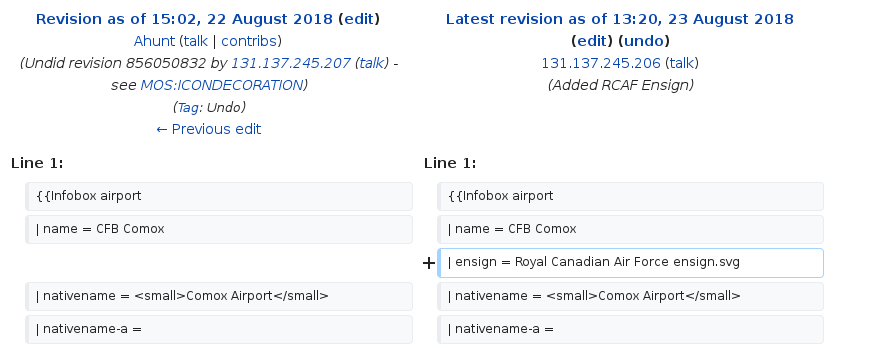 Revision as of 15:02, 22 August 2018 (edit)
Ahunt (talk | contribs)
(Undid revision 856050832 by 131.137.245.207 (talk) -
see MOS:ICONDECORATION)
(Tag: Undo)
← Previous edit
Latest revision as of 13:20, 23 August 2018
(edit) (undo)
131.137.245.206 (talk)
(Added RCAF Ensign)
Line 1:
Line 1:
{{Infobox airport
{{Infobox airport
| name = CFB Comox
| name = CFB Comox
+ | ensign = Royal Canadian Air Force ensign.svg
| nativename = <small>Comox Airport</small>
| nativename = <small>Comox Airport</small>
| nativename-a =
| nativename-a =